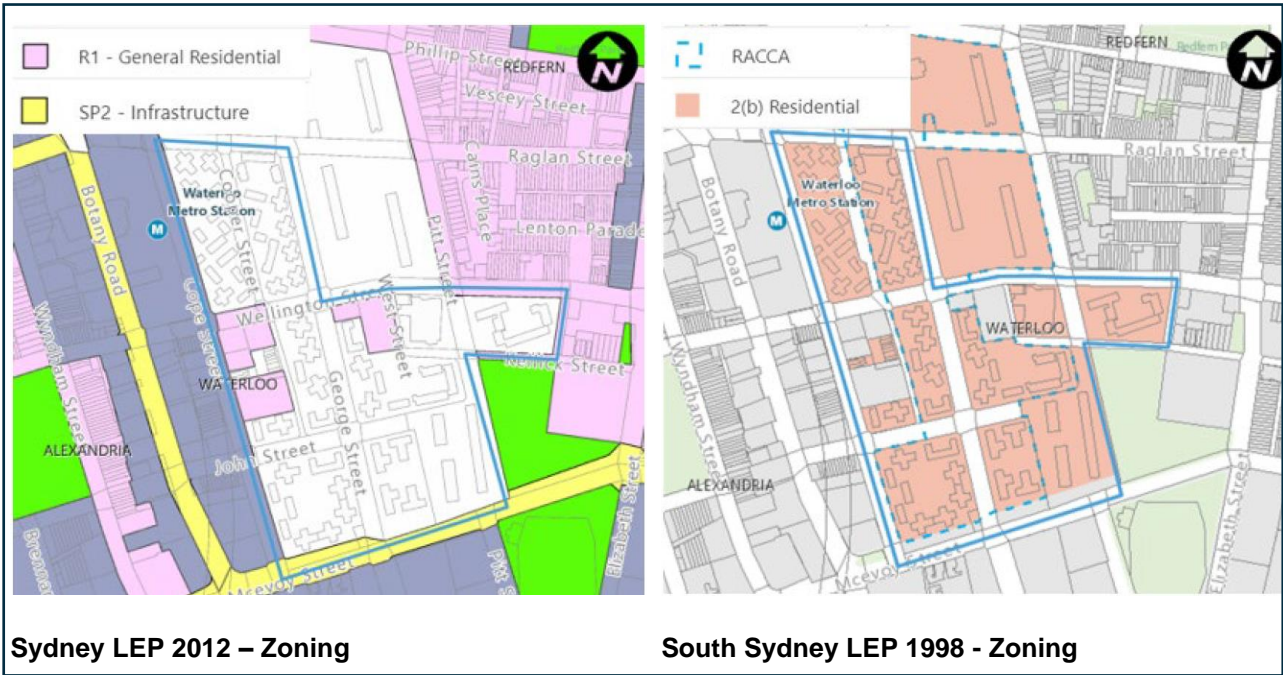 R1 - General Residential
SP2 - Infrastructure
N
Phillip Street
REDFERN
Vescey Street
Raglan Street
Cains Place
Lenton Parade
Pitt Street
Waterloo
Metro Station
M
Botany Road
Cooper Street
Cope Street
Wellington Street
West Street
Wyndham Street
WATERLOO
George Street
John Street
ALEXANDRIA
Mcevoy Street
Elizabeth Street
Pitt S
Sydney LEP 2012 – Zoning
RACCA
2(b) Residential
N
REDFERN
Raglan Street
Waterloo
Metro Station
M
Botany Road
WATERLOO
Wyndham Street
ALEXANDRIA
Mcevoy Street
Elizabeth Street
South Sydney LEP 1998 - Zoning